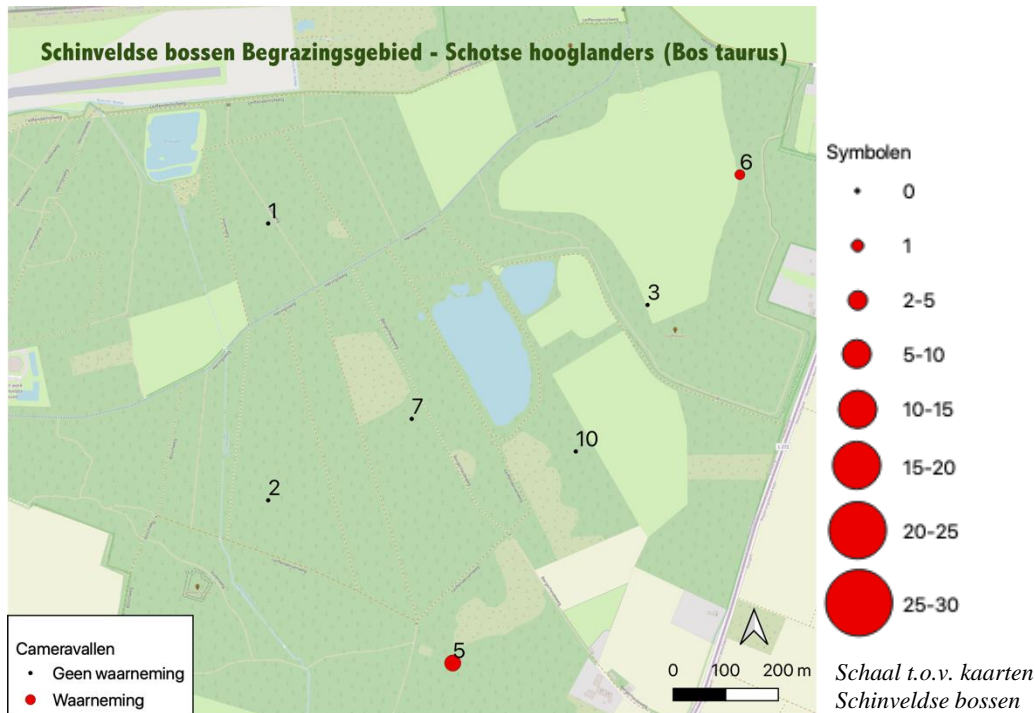 Schinveldse bossen Begrazingsgebied - Schotse hooglanders (Bos taurus)
Symbolen
0
1
2-5
5-10
10-15
15-20
20-25
25-30
1
6
3
7
10
2
5
Cameravallen
Geen waarneming
Waarneming
0 100 200 m
Schaal t.o.v. kaarten
Schinveldse bossen